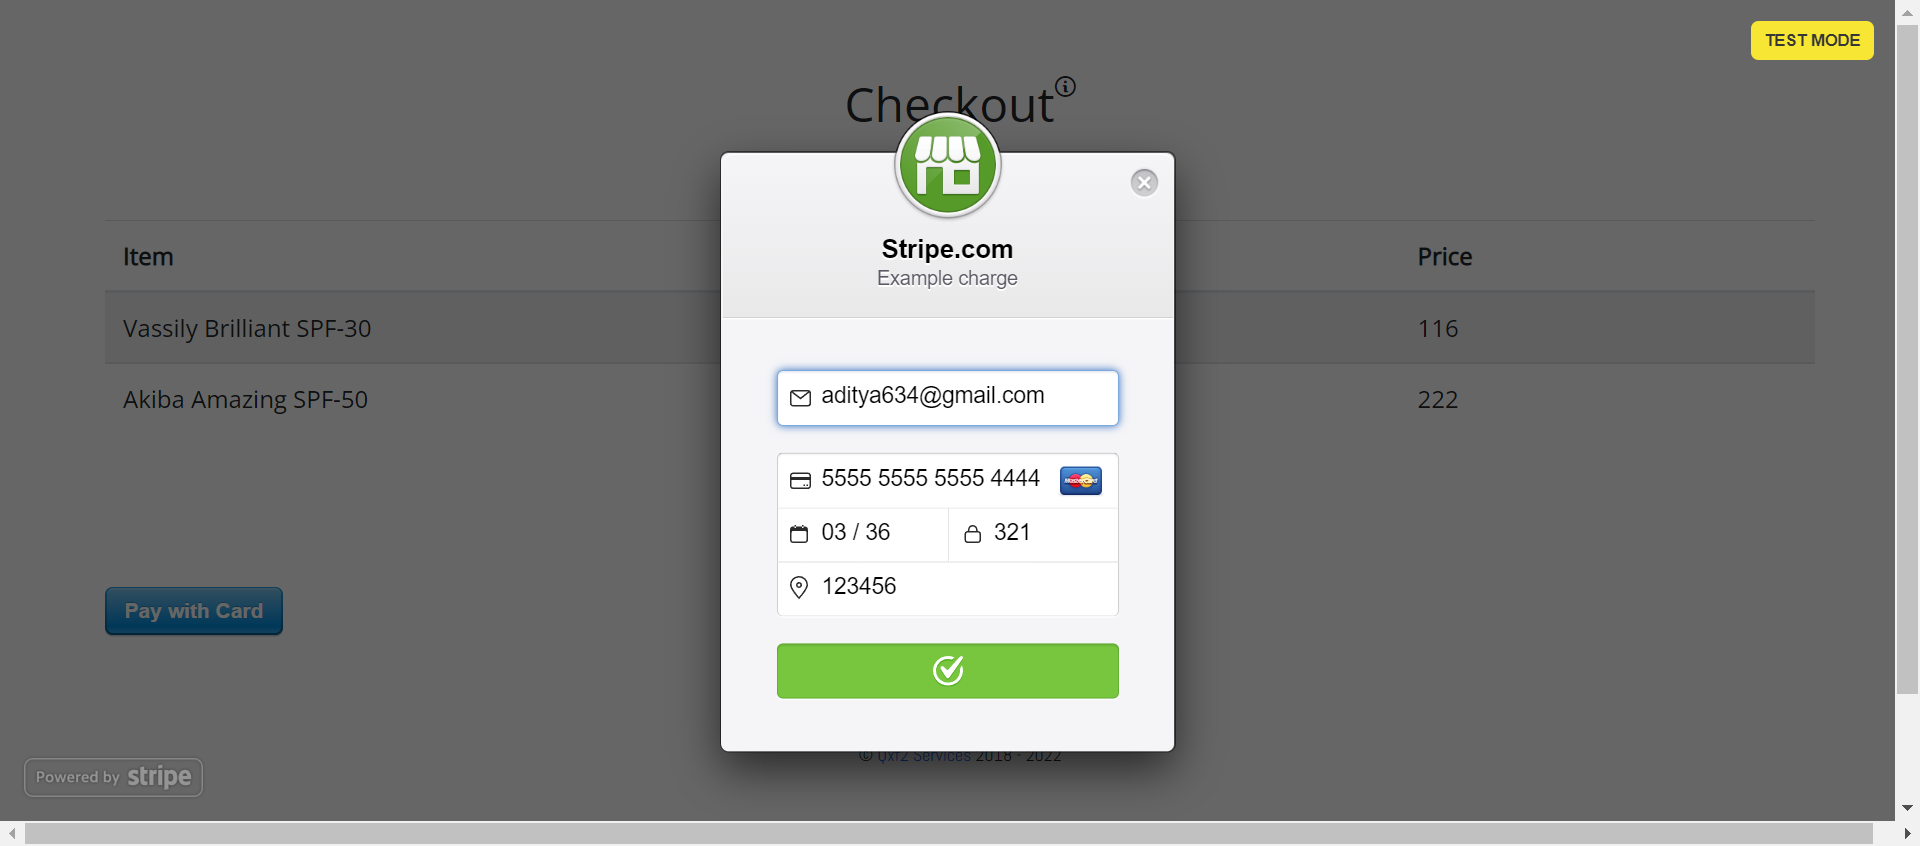 TEST MODE
Checkout
Stripe.com
Example charge
Item Price
Vassily Brilliant SPF-30 116
Akiba Amazing SPF-50 222
aditya634@gmail.com
5555 5555 5555 4444 MasterCard
03 / 36 321
123456
Pay with Card
© Qxf2 Services 2018 - 2022
Powered by stripe